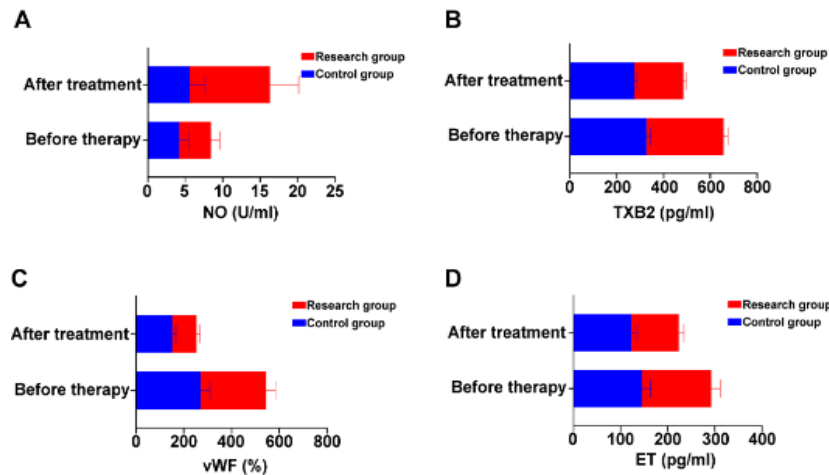 A
Research group
Control group
After treatment
Before therapy
0 5 10 15 20 25
NO (U/ml)
B
Research group
Control group
After treatment
Before therapy
0 200 400 600 800
TXB2 (pg/ml)
C
Research group
Control group
After treatment
Before therapy
0 200 400 600 800
vWF (%)
D
Research group
Control group
After treatment
Before therapy
0 100 200 300 400
ET (pg/ml)